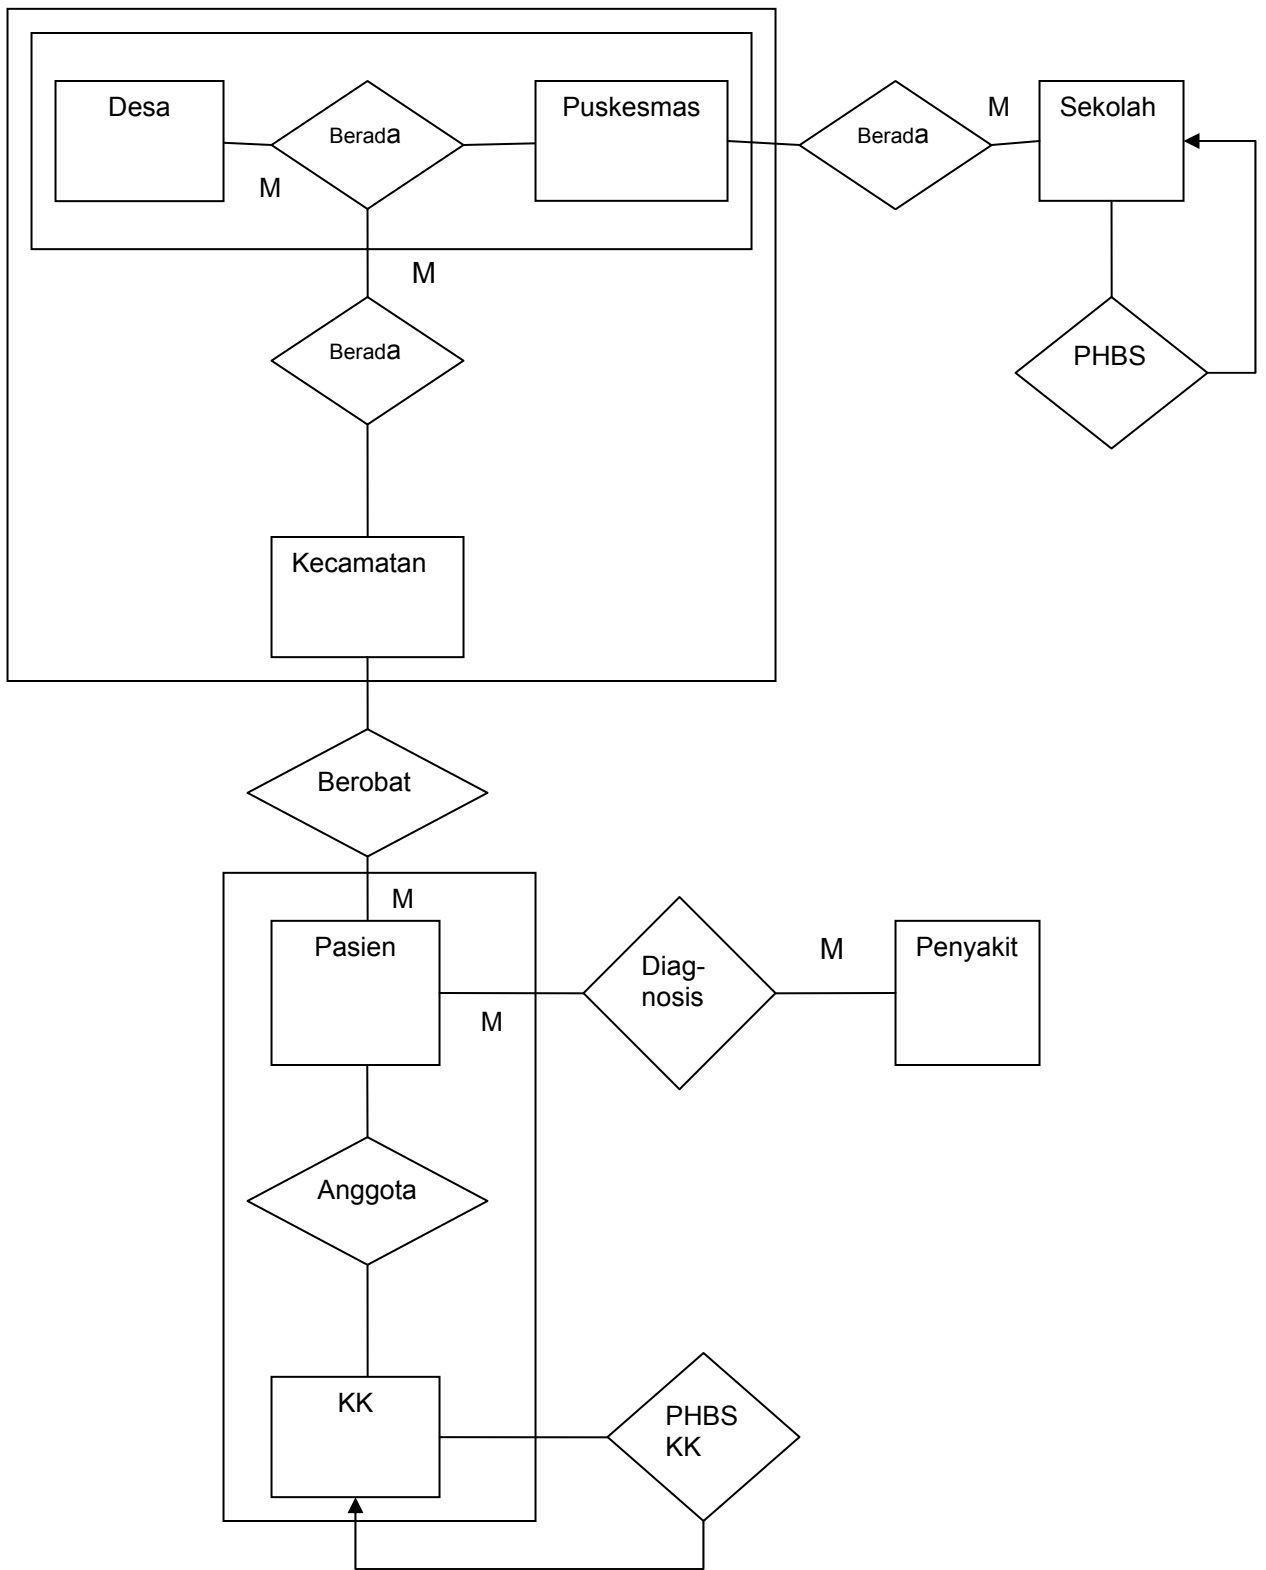 Desa
Berada
Puskesmas
Berada
M
Sekolah
M
M
Berada
PHBS
Kecamatan
Berobat
M
Pasien
M
Diag-
nosis
M
Penyakit
Anggota
KK
PHBS
KK